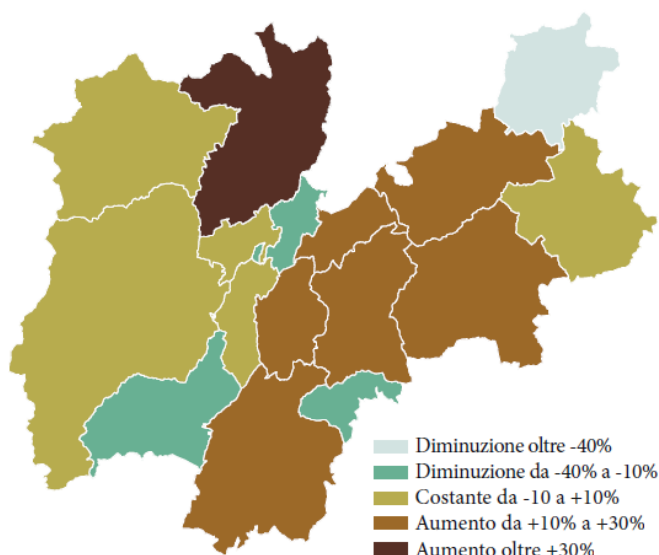 Diminuzione oltre -40%
Diminuzione da -40% a -10%
Costante da -10 a +10%
Aumento da +10% a +30%
Aumento oltre +30%